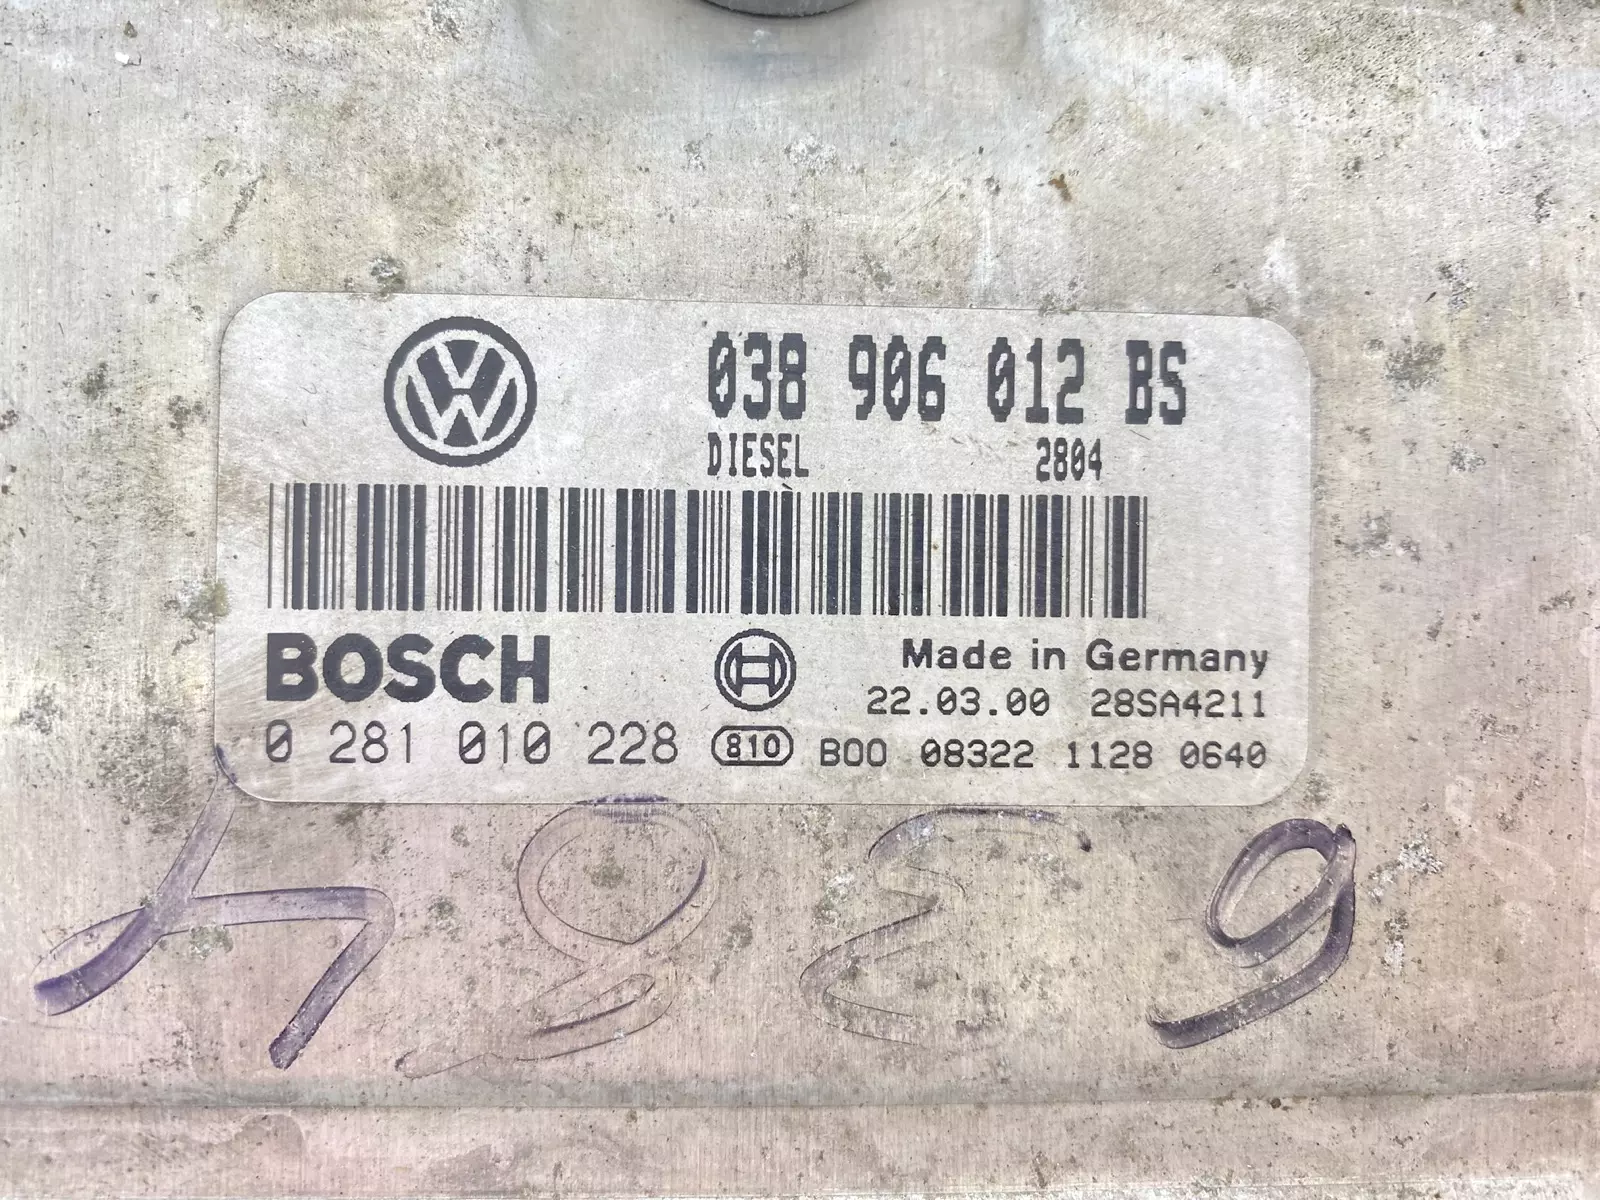 038 906 012 BS
DIESEL 2804
BOSCH Made in Germany
22.03.00 28SA4211
0 281 010 228 810 B00 08322 1128 0640